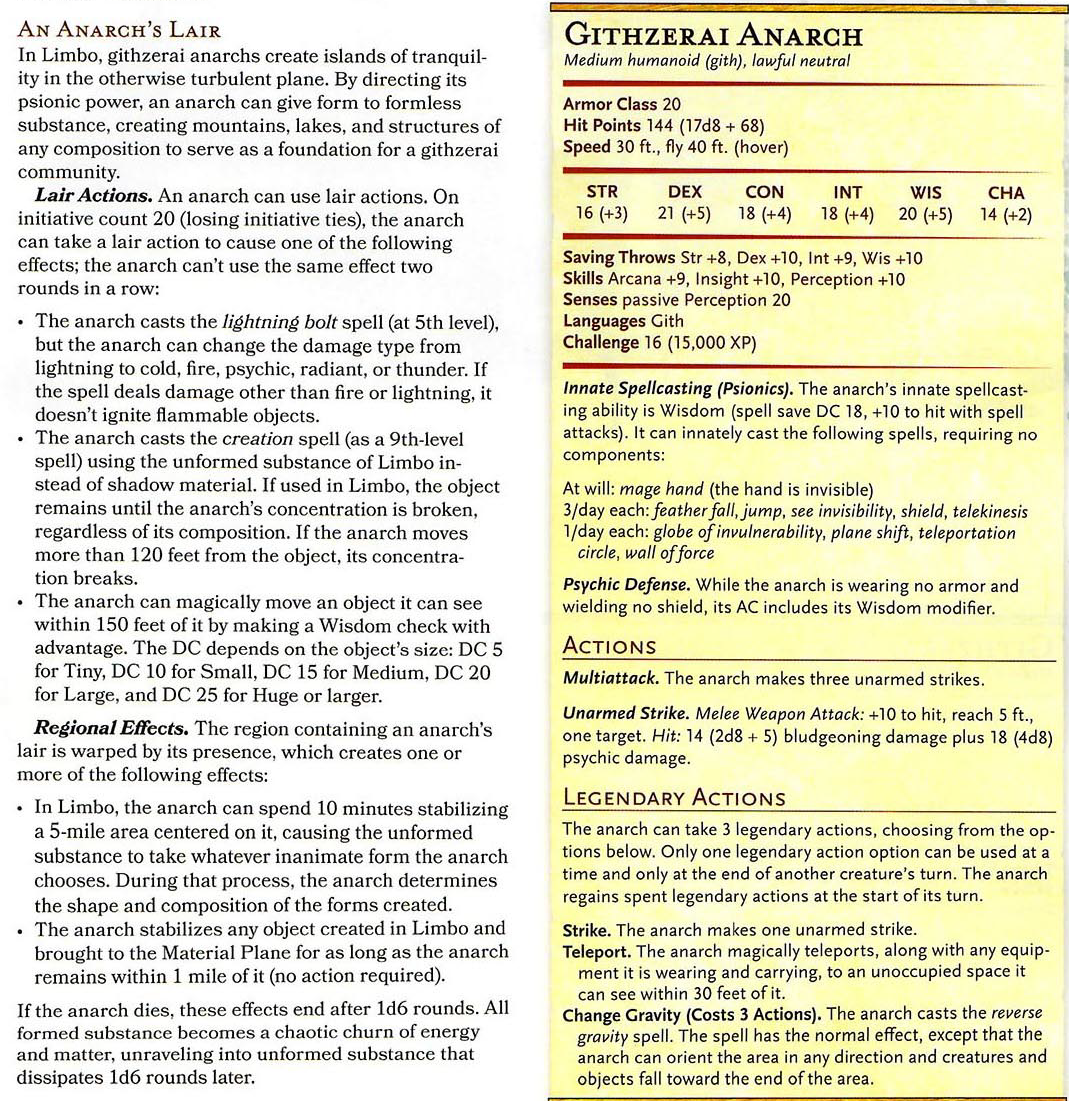 AN ANARCH'S LAIR
In Limbo, githzerai anarchs create islands of tranquil-
ity in the otherwise turbulent plane. By directing its
psionic power, an anarch can give form to formless
substance, creating mountains, lakes, and structures of
any composition to serve as a foundation for a githzerai
community.
Lair Actions. An anarch can use lair actions. On
initiative count 20 (losing initiative ties), the anarch
can take a lair action to cause one of the following
effects; the anarch can't use the same effect two
rounds in a row:
• The anarch casts the lightning bolt spell (at 5th level),
but the anarch can change the damage type from
lightning to cold, fire, psychic, radiant, or thunder. If
the spell deals damage other than fire or lightning, it
doesn't ignite flammable objects.
• The anarch casts the creation spell (as a 9th-level
spell) using the unformed substance of Limbo in-
stead of shadow material. If used in Limbo, the object
remains until the anarch's concentration is broken,
regardless of its composition. If the anarch moves
more than 120 feet from the object, its concentra-
tion breaks.
• The anarch can magically move an object it can see
within 150 feet of it by making a Wisdom check with
advantage. The DC depends on the object's size: DC 5
for Tiny, DC 10 for Small, DC 15 for Medium, DC 20
for Large, and DC 25 for Huge or larger.
Regional Effects. The region containing an anarch's
lair is warped by its presence, which creates one or
more of the following effects:
• In Limbo, the anarch can spend 10 minutes stabilizing
a 5-mile area centered on it, causing the unformed
substance to take whatever inanimate form the anarch
chooses. During that process, the anarch determines
the shape and composition of the forms created.
• The anarch stabilizes any object created in Limbo and
brought to the Material Plane for as long as the anarch
remains within 1 mile of it (no action required).
If the anarch dies, these effects end after 1d6 rounds. All
formed substance becomes a chaotic churn of energy
and matter, unraveling into unformed substance that
dissipates 1d6 rounds later.
GITHZERAI ANARCH
Medium humanoid (gith), lawful neutral
Armor Class 20
Hit Points 144 (17d8 + 68)
Speed 30 ft., fly 40 ft. (hover)
STR DEX CON INT WIS CHA
16 (+3) 21 (+5) 18 (+4) 18 (+4) 20 (+5) 14 (+2)
Saving Throws Str +8, Dex +10, Int +9, Wis +10
Skills Arcana +9, Insight +10, Perception +10
Senses passive Perception 20
Languages Gith
Challenge 16 (15,000 XP)
Innate Spellcasting (Psionics). The anarch's innate spellcast-
ing ability is Wisdom (spell save DC 18, +10 to hit with spell
attacks). It can innately cast the following spells, requiring no
components:
At will: mage hand (the hand is invisible)
3/day each: feather fall, jump, see invisibility, shield, telekinesis
1/day each: globe of invulnerability, plane shift, teleportation
circle, wall of force
Psychic Defense. While the anarch is wearing no armor and
wielding no shield, its AC includes its Wisdom modifier.
ACTIONS
Multiattack. The anarch makes three unarmed strikes.
Unarmed Strike. Melee Weapon Attack: +10 to hit, reach 5 ft.,
one target. Hit: 14 (2d8 + 5) bludgeoning damage plus 18 (4d8)
psychic damage.
LEGENDARY ACTIONS
The anarch can take 3 legendary actions, choosing from the op-
tions below. Only one legendary action option can be used at a
time and only at the end of another creature's turn. The anarch
regains spent legendary actions at the start of its turn.
Strike. The anarch makes one unarmed strike.
Teleport. The anarch magically teleports, along with any equip-
ment it is wearing and carrying, to an unoccupied space it
can see within 30 feet of it.
Change Gravity (Costs 3 Actions). The anarch casts the reverse
gravity spell. The spell has the normal effect, except that the
anarch can orient the area in any direction and creatures and
objects fall toward the end of the area.